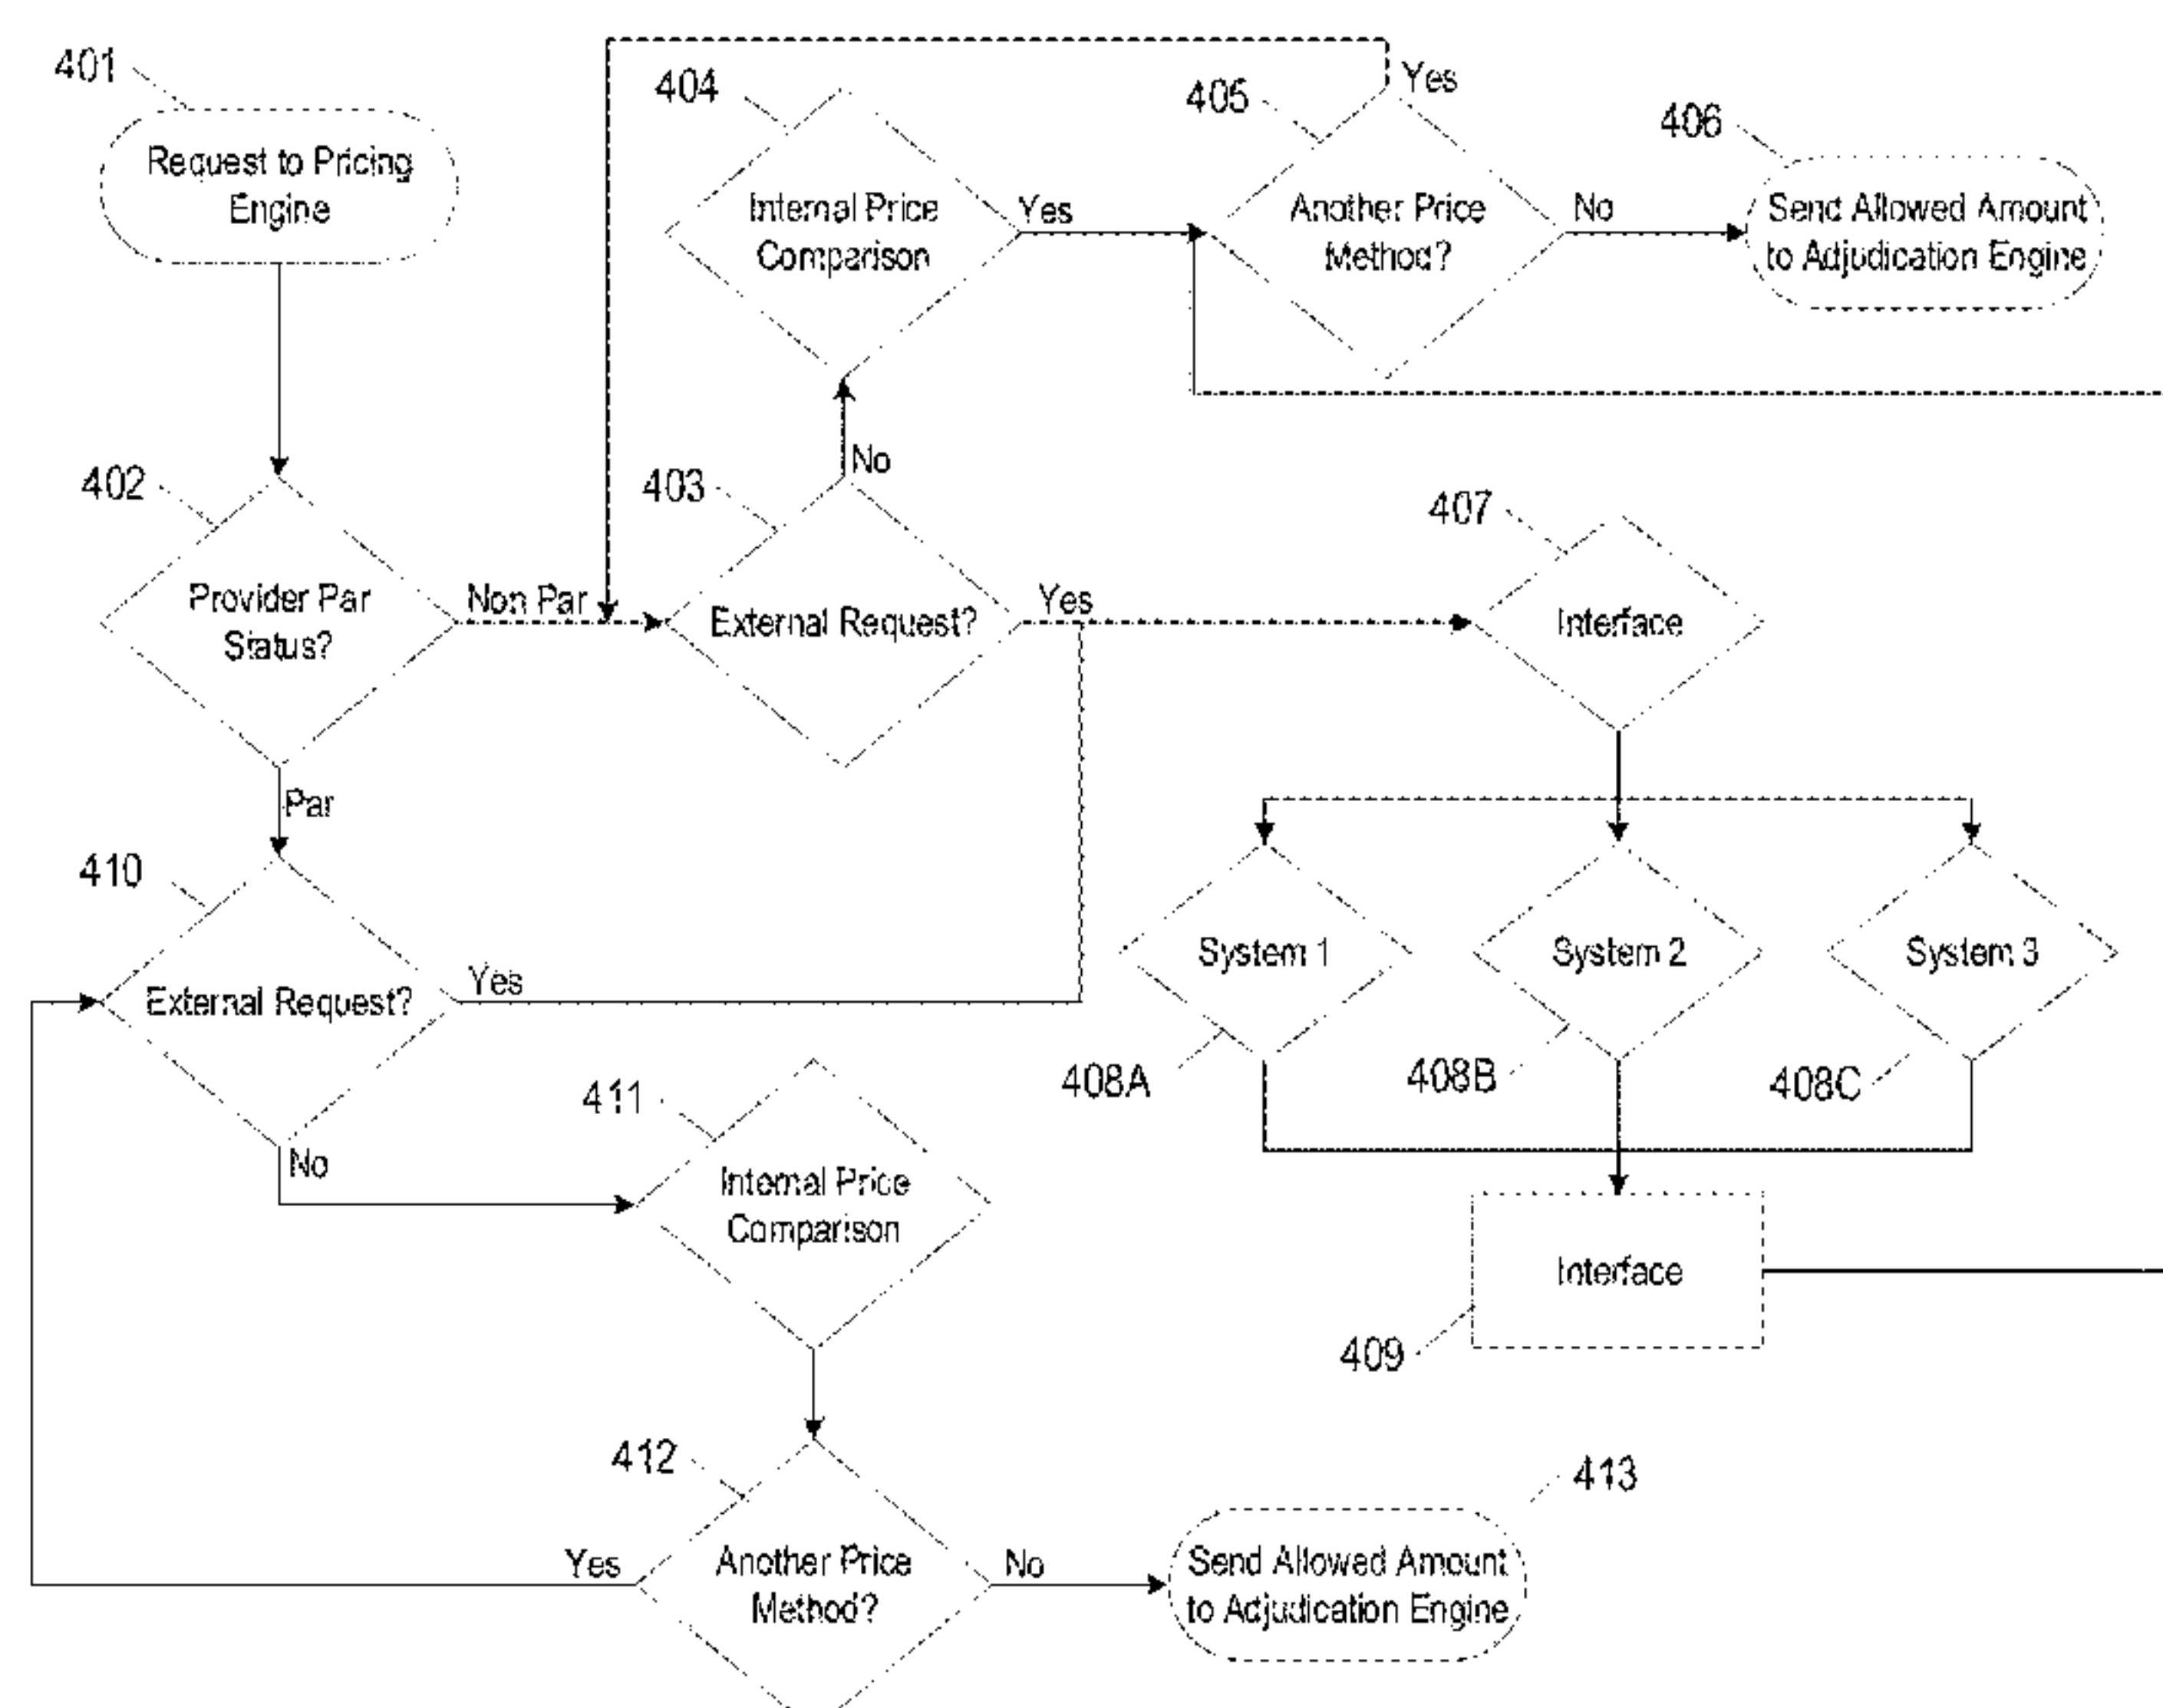 401
Request to Pricing
Engine
404
Internal Price
Comparison
Yes
405
Yes
Another Price
Method?
No
406
Send Allowed Amount
to Adjudication Engine
402
Provider Par
Status?
Non Par
403
No
External Request?
Yes
407
Interface
Par
410
External Request?
Yes
No
System 1
408A
System 2
408B
System 3
408C
411
Internal Price
Comparison
Interface
409
412
Another Price
Method?
Yes
No
413
Send Allowed Amount
to Adjudication Engine